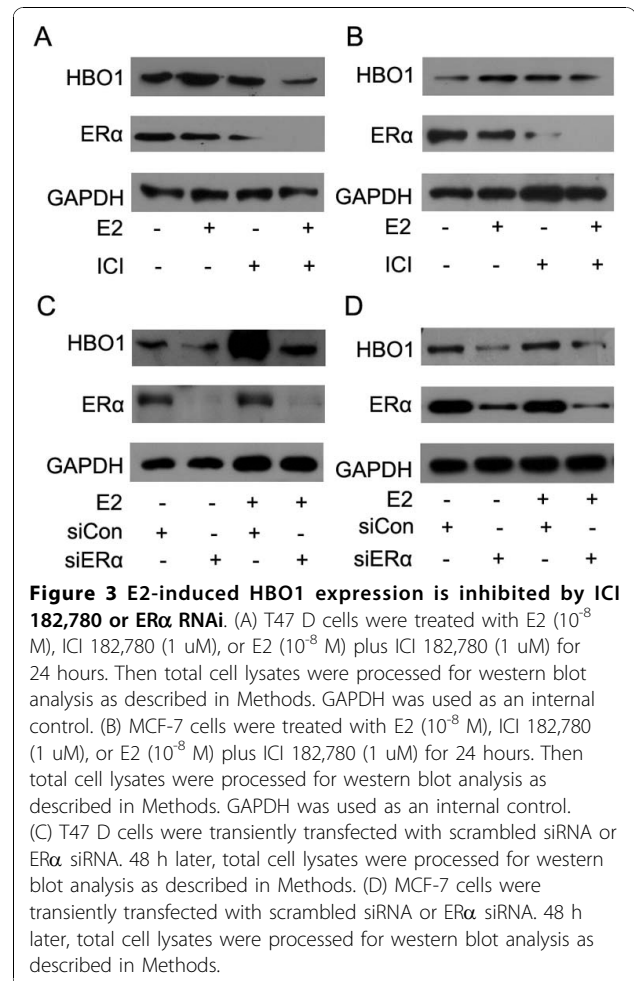 A
HBO1
ERα
GAPDH
E2 - + - +
ICI - - + +
B
HBO1
ERα
GAPDH
E2 - + - +
ICI - - + +
C
HBO1
ERα
GAPDH
E2 - - + +
siCon + - + -
siERα - + - +
D
HBO1
ERα
GAPDH
E2 - - + +
siCon + - + -
siERα - + - +
Figure 3 E2-induced HBO1 expression is inhibited by ICI
182,780 or ERα RNAi. (A) T47 D cells were treated with E2 (10⁻⁸
M), ICI 182,780 (1 uM), or E2 (10⁻⁸ M) plus ICI 182,780 (1 uM) for
24 hours. Then total cell lysates were processed for western blot
analysis as described in Methods. GAPDH was used as an internal
control. (B) MCF-7 cells were treated with E2 (10⁻⁸ M), ICI 182,780
(1 uM), or E2 (10⁻⁸ M) plus ICI 182,780 (1 uM) for 24 hours. Then
total cell lysates were processed for western blot analysis as
described in Methods. GAPDH was used as an internal control.
(C) T47 D cells were transiently transfected with scrambled siRNA or
ERα siRNA. 48 h later, total cell lysates were processed for western
blot analysis as described in Methods. (D) MCF-7 cells were
transiently transfected with scrambled siRNA or ERα siRNA. 48 h
later, total cell lysates were processed for western blot analysis as
described in Methods.